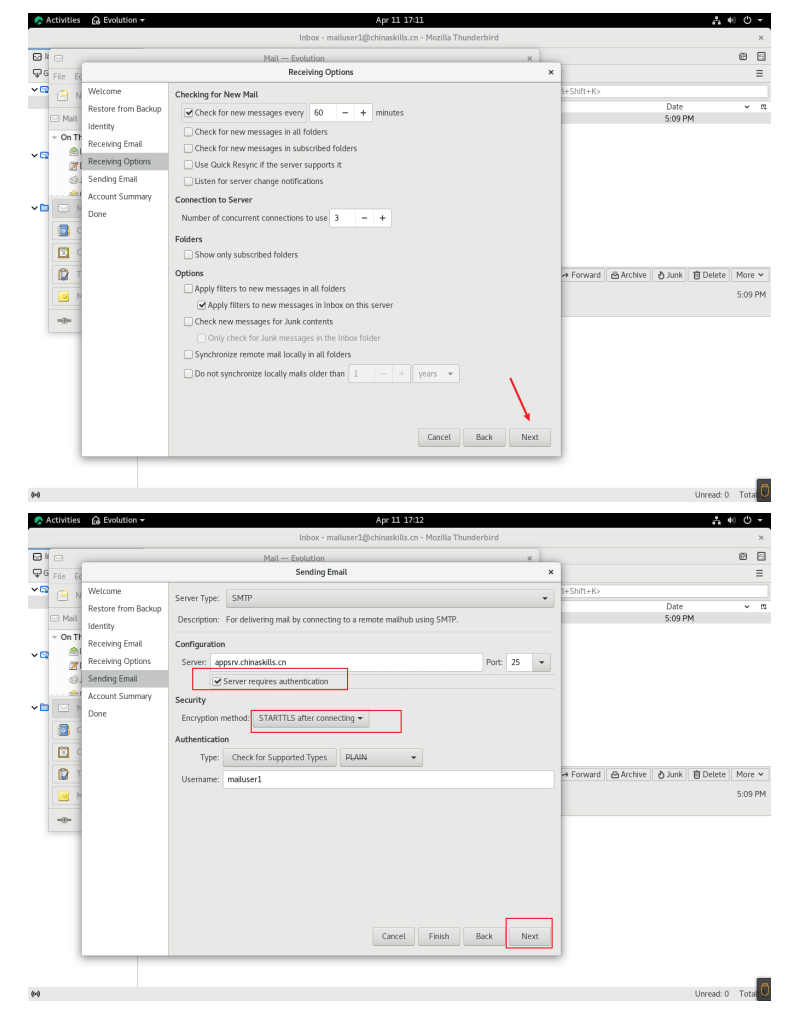 Activities Evolution Apr 11 17:11
Inbox - mailuser1@chinaskills.cn - Mozilla Thunderbird ×
Mail — Evolution ×
Receiving Options ×
File
Welcome
Restore from Backup
Identity
Receiving Email
Receiving Options
Sending Email
Account Summary
Done
Mail
On Th
Checking for New Mail
Check for new messages every 60 − + minutes
Check for new messages in all folders
Check for new messages in subscribed folders
Use Quick Resync if the server supports it
Listen for server change notifications
Connection to Server
Number of concurrent connections to use 3 − +
Folders
Show only subscribed folders
Options
Apply filters to new messages in all folders
Apply filters to new messages in Inbox on this server
Check new messages for Junk contents
Only check for Junk messages in the Inbox folder
Synchronize remote mail locally in all folders
Do not synchronize locally mails older than 1 − + years
Cancel Back Next
+Shift+K>
Date
5:09 PM
Forward Archive Junk Delete More
5:09 PM
Unread: 0 Total
Activities Evolution Apr 11 17:12
Inbox - mailuser1@chinaskills.cn - Mozilla Thunderbird ×
Mail — Evolution ×
Sending Email ×
File
Welcome
Restore from Backup
Identity
Receiving Email
Receiving Options
Sending Email
Account Summary
Done
Mail
On Th
Server Type: SMTP
Description: For delivering mail by connecting to a remote mailhub using SMTP.
Configuration
Server: appsrv.chinaskills.cn Port: 25
Server requires authentication
Security
Encryption method: STARTTLS after connecting
Authentication
Type: Check for Supported Types PLAIN
Username: mailuser1
Cancel Finish Back Next
+Shift+K>
Date
5:09 PM
Forward Archive Junk Delete More
5:09 PM
Unread: 0 Total